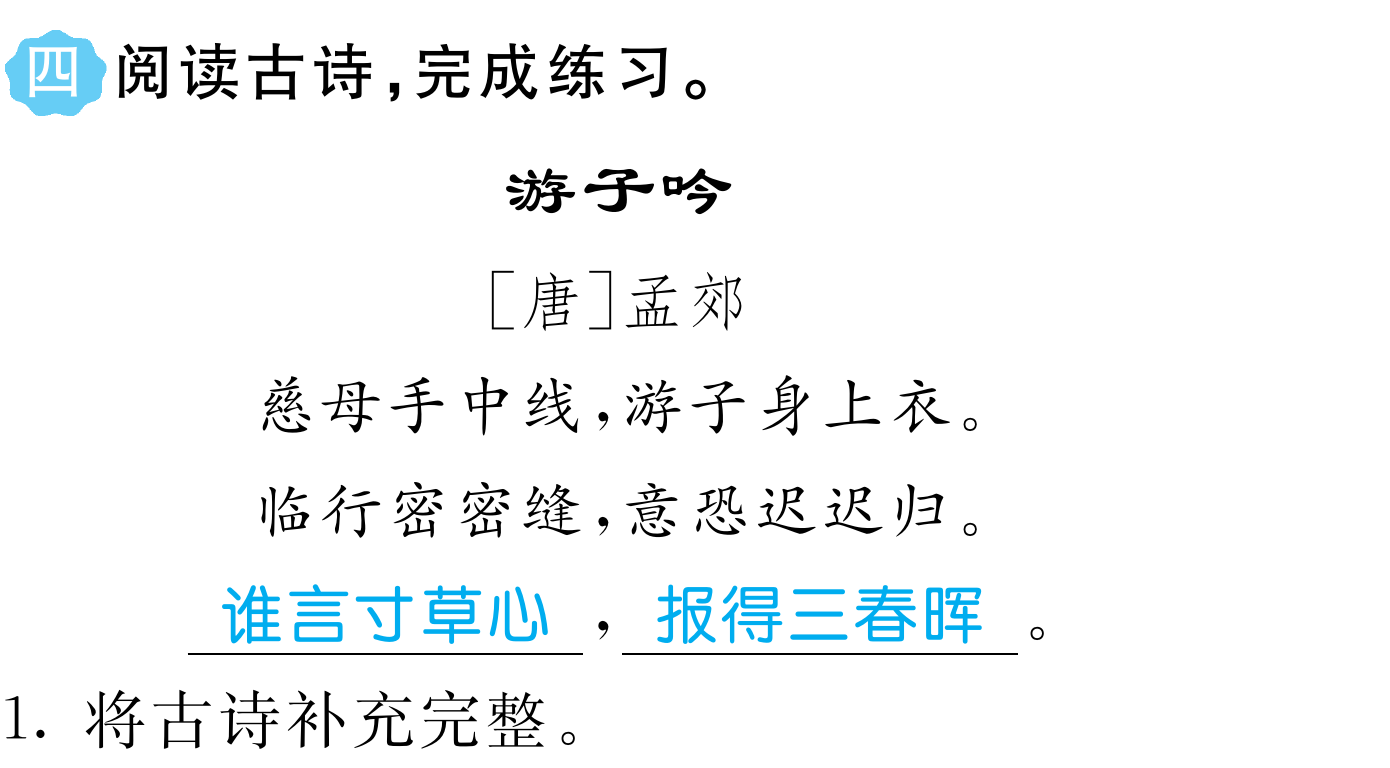 四 阅读古诗,完成练习。
游子吟
[唐]孟郊
慈母手中线,游子身上衣。
临行密密缝,意恐迟迟归。
谁言寸草心,报得三春晖。
1. 将古诗补充完整。